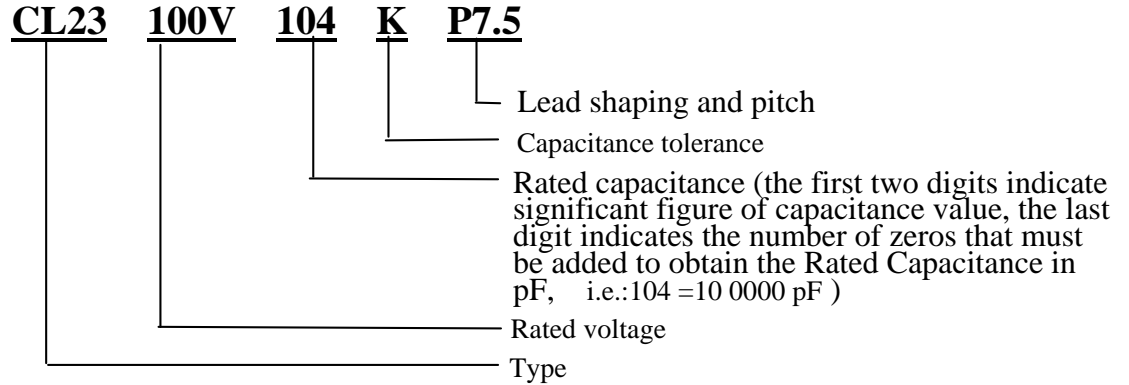 CL23 100V 104 K P7.5
Lead shaping and pitch
Capacitance tolerance
Rated capacitance (the first two digits indicate
significant figure of capacitance value, the last
digit indicates the number of zeros that must
be added to obtain the Rated Capacitance in
pF, i.e.:104 =10 0000 pF )
Rated voltage
Type